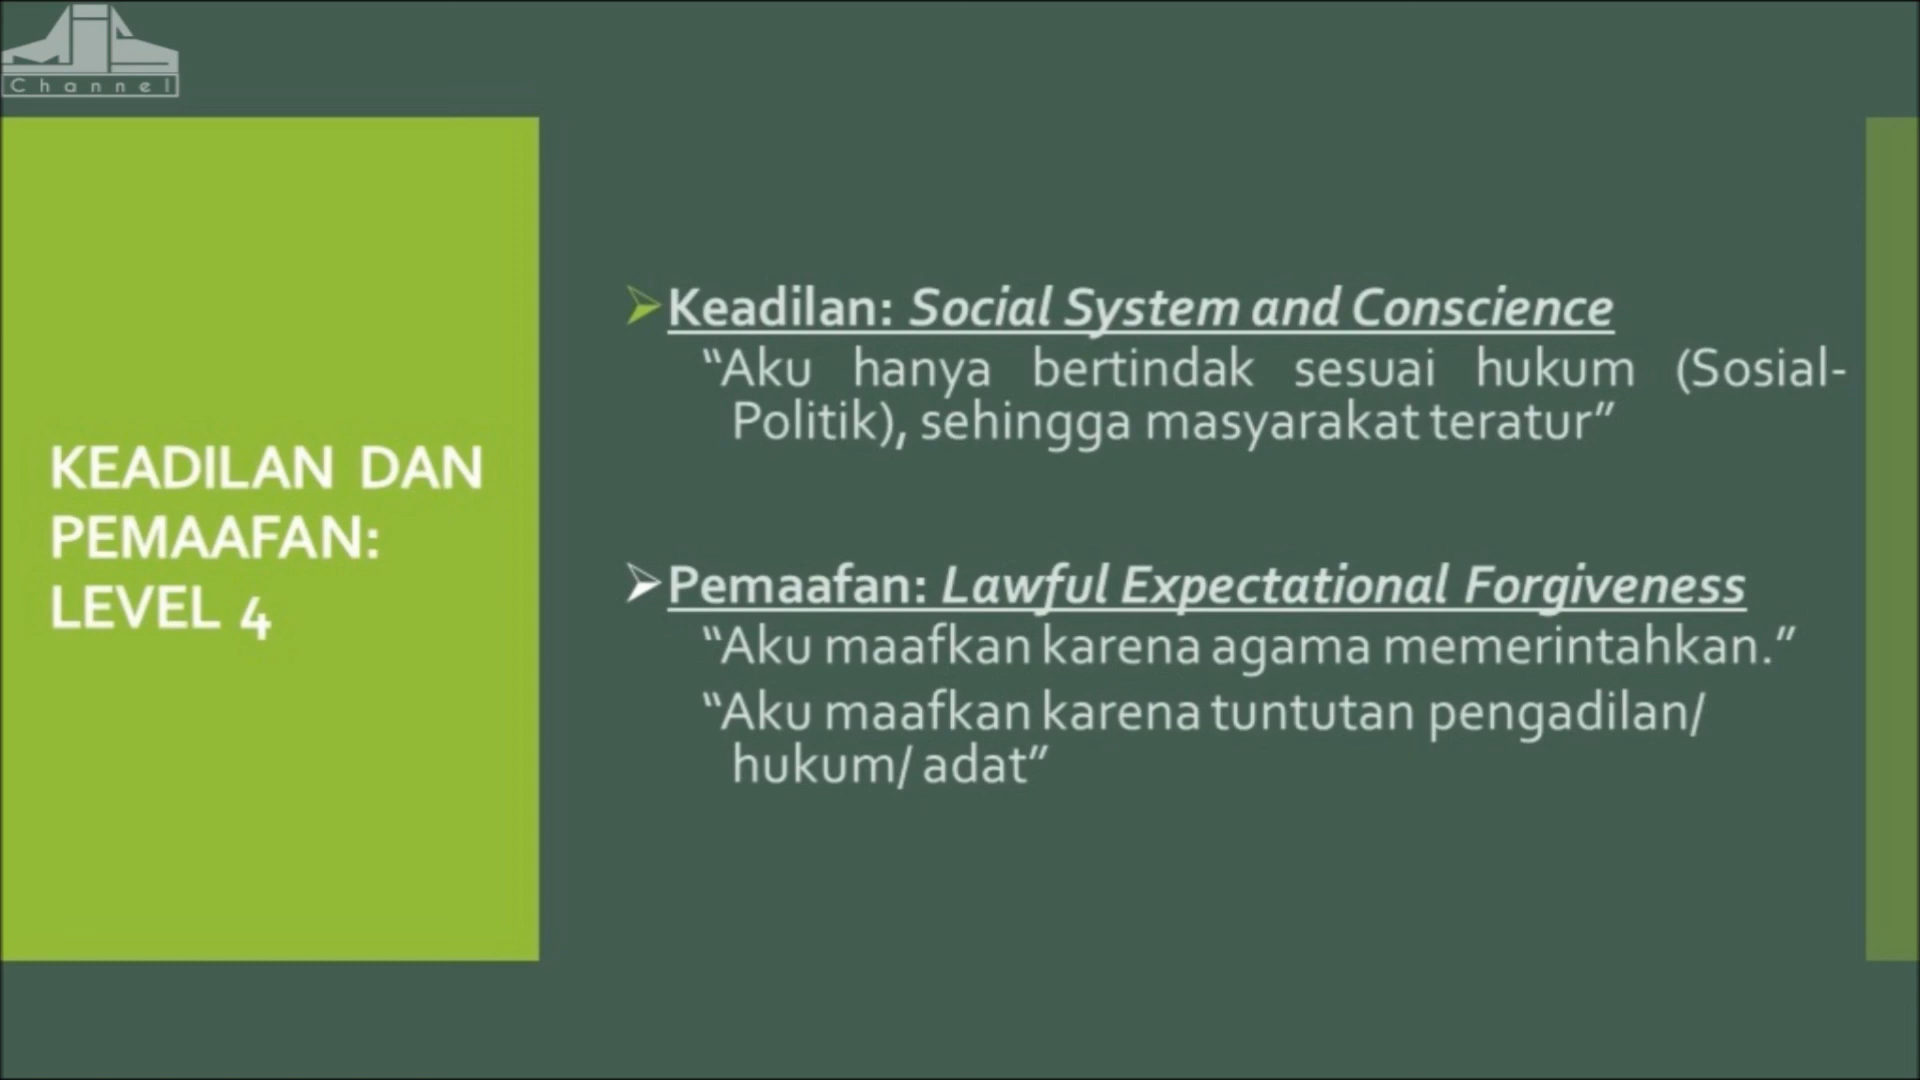 Channel
KEADILAN DAN
PEMAAFAN:
LEVEL 4
Keadilan: Social System and Conscience
“Aku hanya bertindak sesuai hukum (Sosial-
Politik), sehingga masyarakat teratur”
Pemaafan: Lawful Expectational Forgiveness
“Aku maafkan karena agama memerintahkan.”
“Aku maafkan karena tuntutan pengadilan/
hukum/ adat”